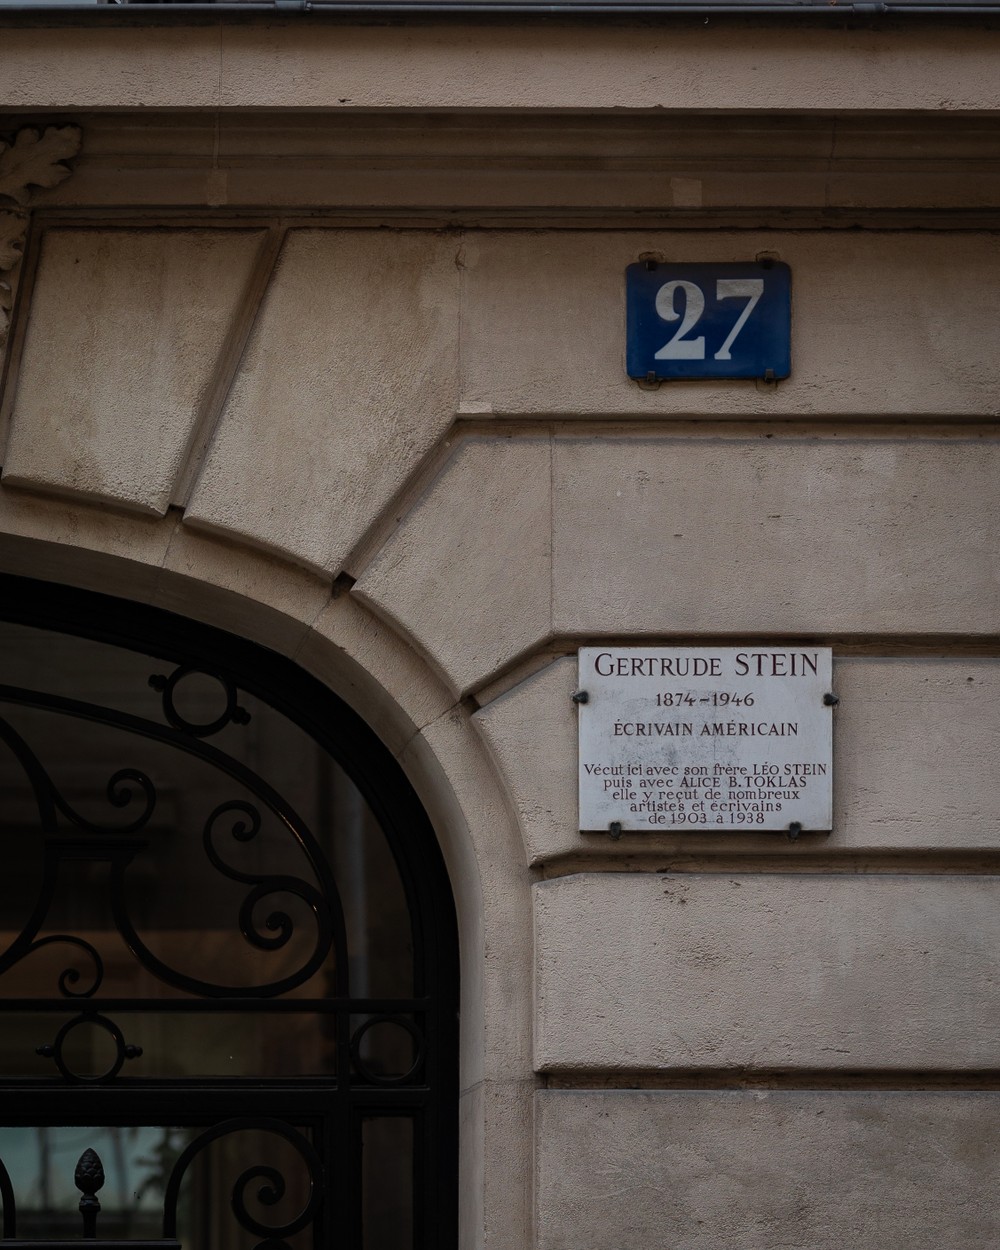 27
GERTRUDE STEIN
1874-1946
ÉCRIVAIN AMÉRICAIN
Vécut ici avec son frère LÉO STEIN
puis avec ALICE B. TOKLAS
elle y reçut de nombreux
artistes et écrivains
de 1903 à 1938